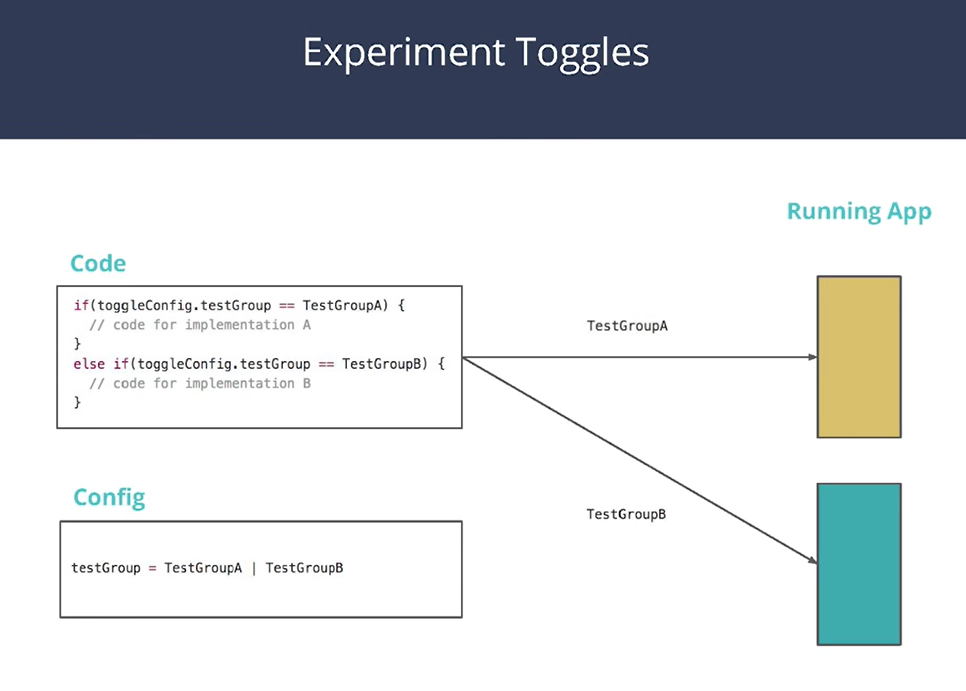 Experiment Toggles
Running App
Code
if(toggleConfig.testGroup == TestGroupA) {
// code for implementation A
}
else if(toggleConfig.testGroup == TestGroupB) {
// code for implementation B
}
TestGroupA
Config
testGroup = TestGroupA | TestGroupB
TestGroupB